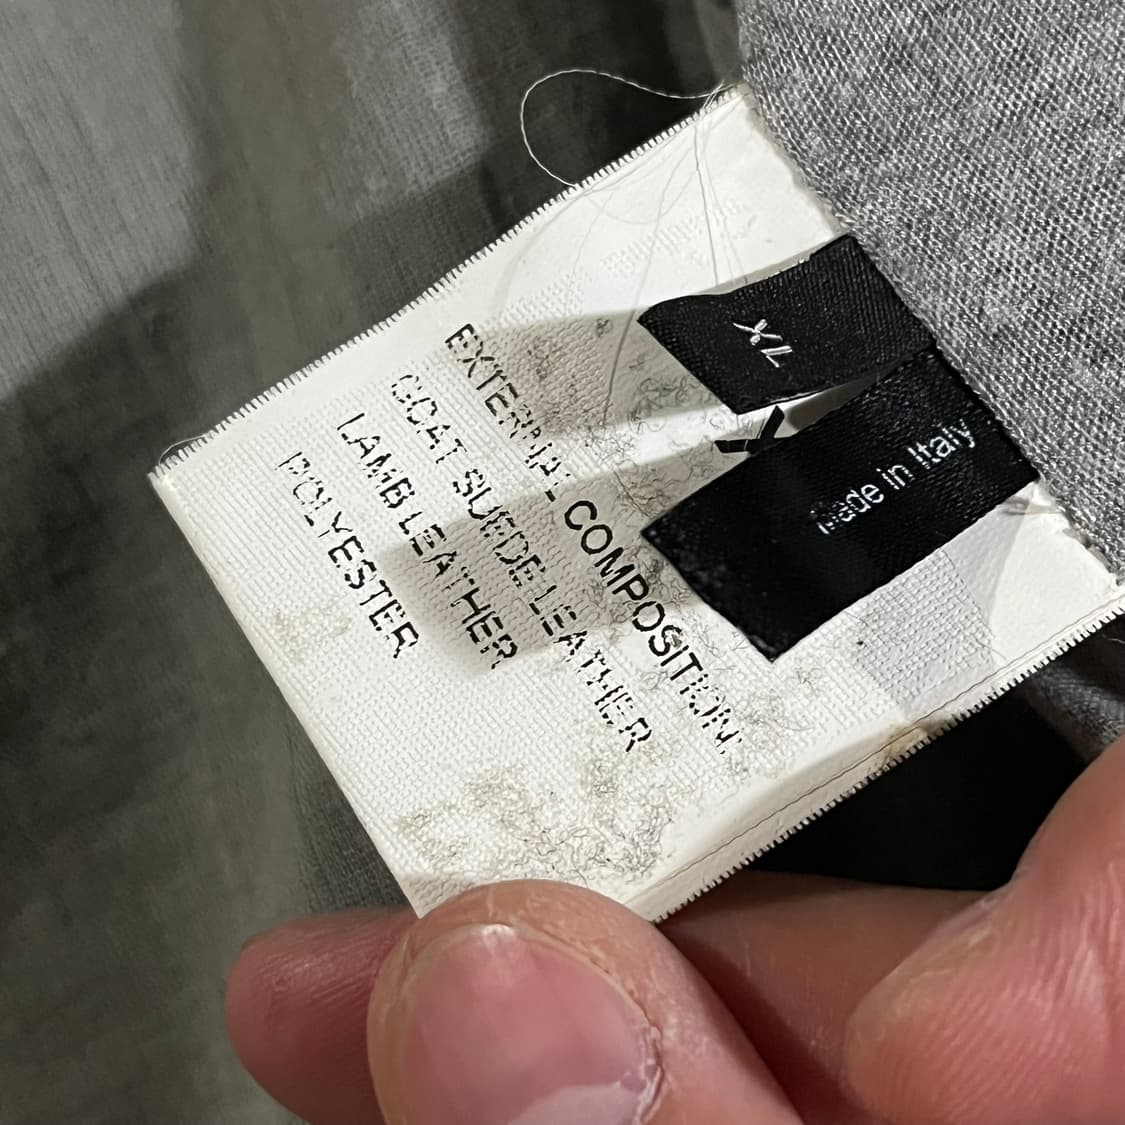 XL
Made in Italy
EXTERNAL COMPOSITION:
GOAT SUEDE LEATHER
LAMB LEATHER
POLYESTER